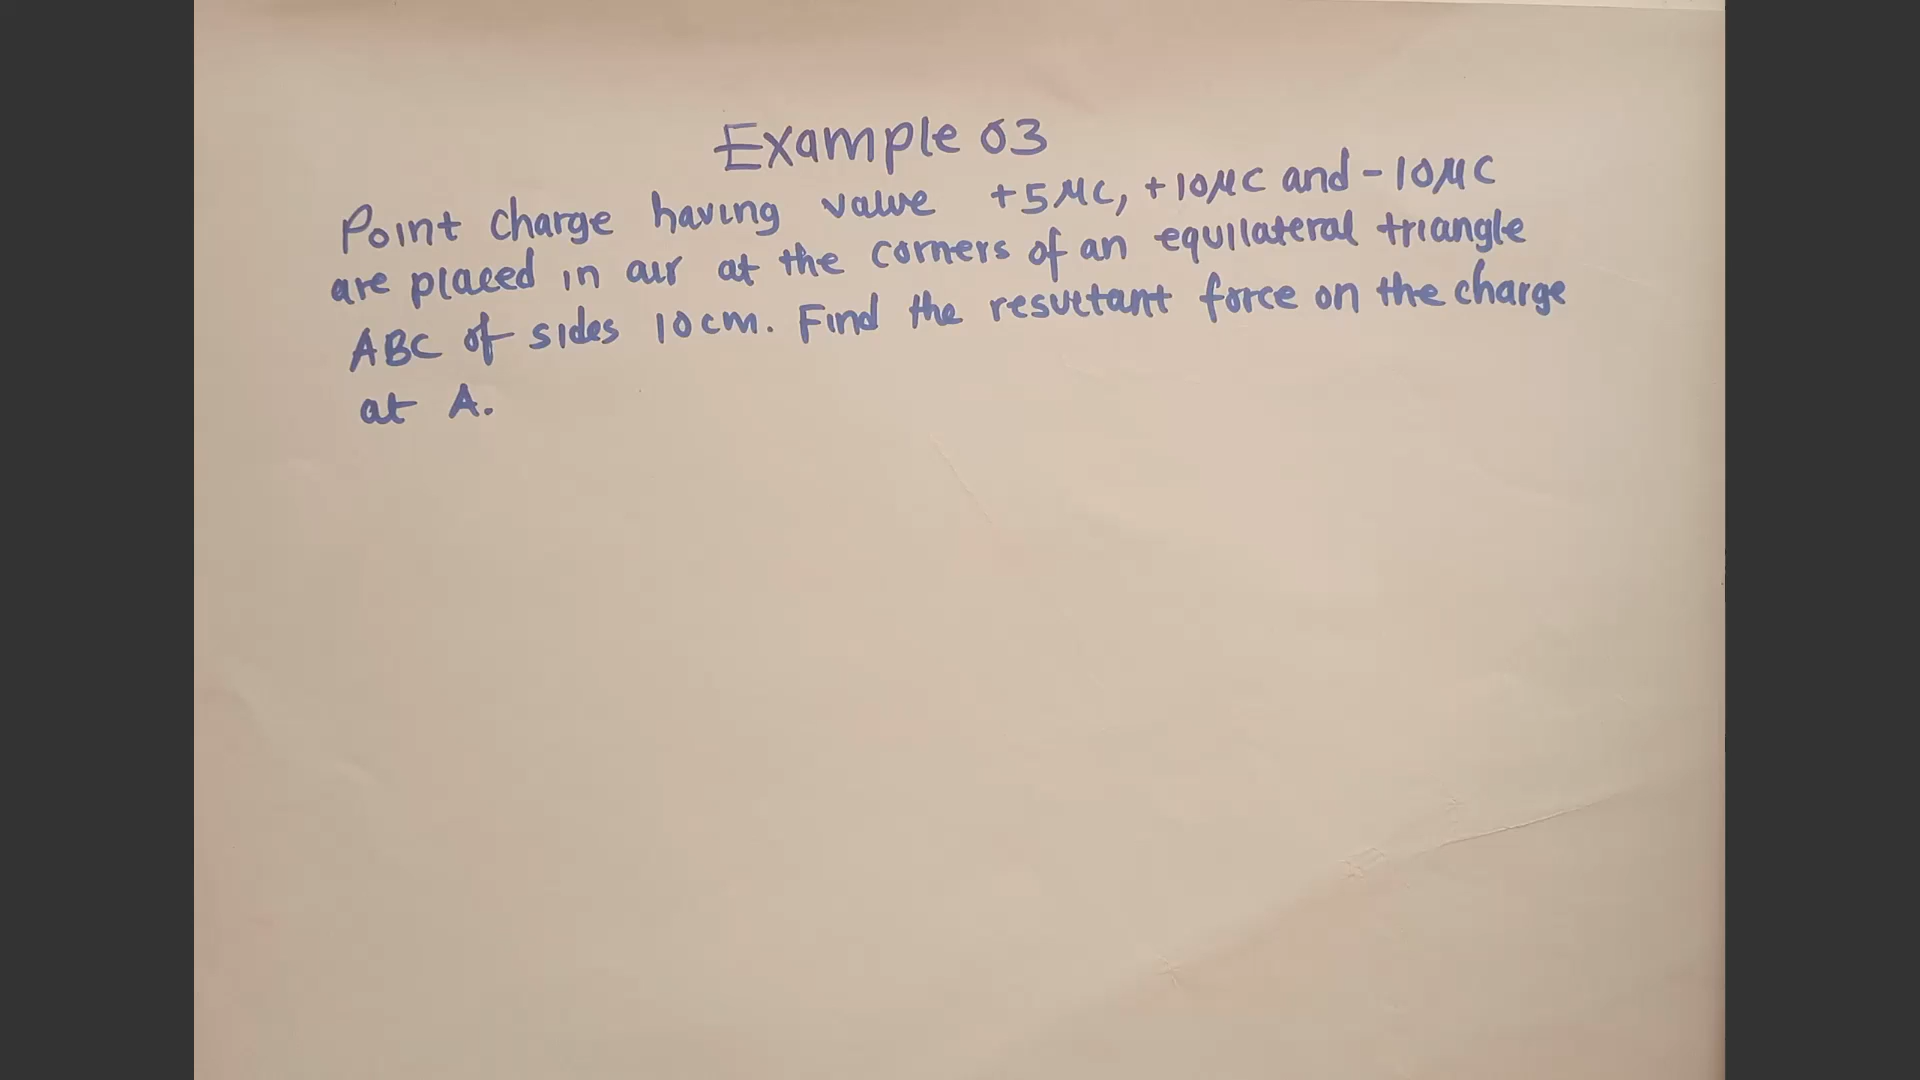 Example 03
Point charge having value +5μC, +10μC and -10μC
are placed in air at the corners of an equilateral triangle
ABC of sides 10cm. Find the resultant force on the charge
at A.